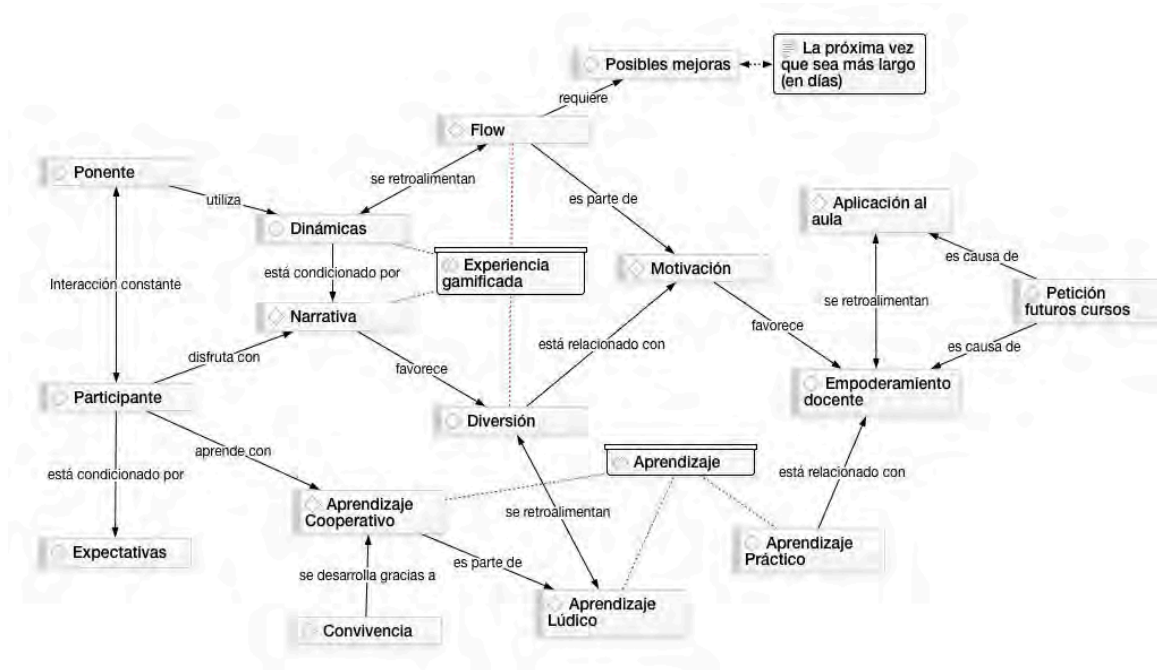 La próxima vez
que sea más largo
(en días)
Posibles mejoras
requiere
Flow
Ponente
se retroalimentan
utiliza
es parte de
Aplicación al
aula
Dinámicas
Experiencia
gamificada
Motivación
es causa de
está condicionado por
Interacción constante
Petición
futuros cursos
se retroalimentan
Narrativa
favorece
disfruta con
está relacionado con
es causa de
favorece
Empoderamiento
docente
Participante
Diversión
aprende con
Aprendizaje
está condicionado por
está relacionado con
Aprendizaje
Cooperativo
se retroalimentan
Expectativas
es parte de
Aprendizaje
Práctico
se desarrolla gracias a
Aprendizaje
Lúdico
Convivencia